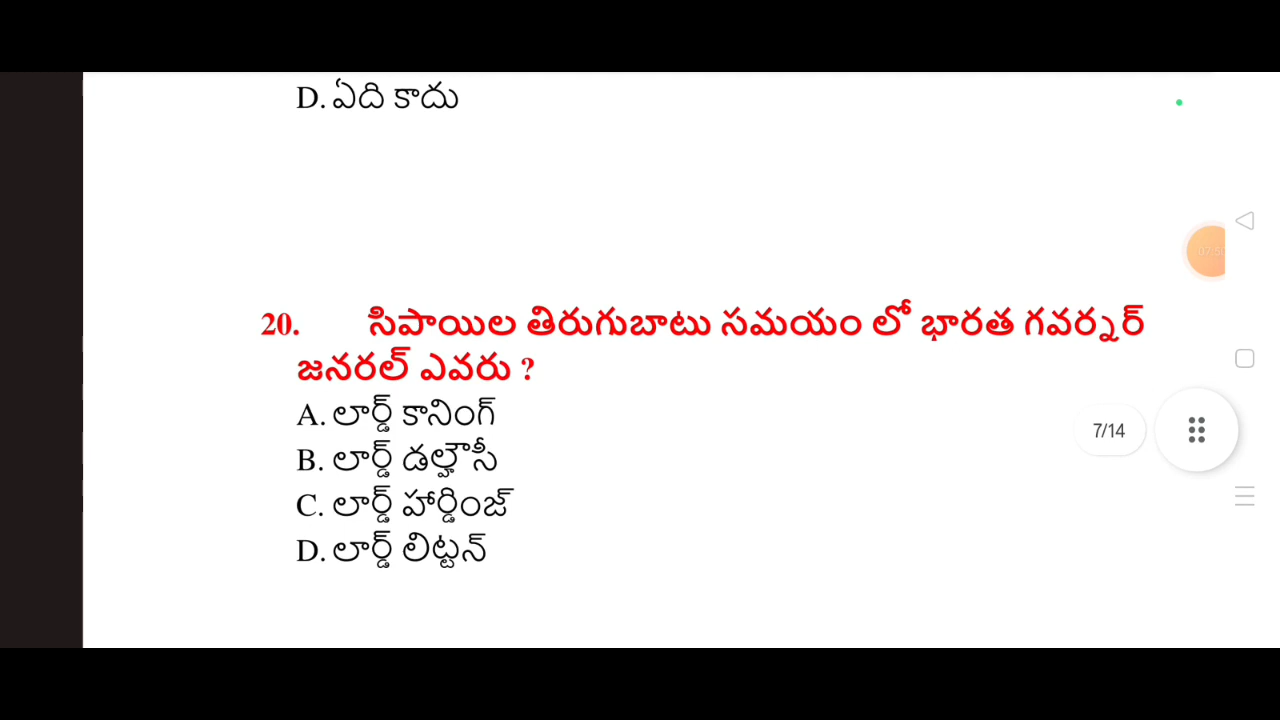 D. ఏది కాదు
20. సిపాయిల తిరుగుబాటు సమయం లో భారత గవర్నర్
జనరల్ ఎవరు ?
A. లార్డ్ కానింగ్
B. లార్డ్ డల్హౌసీ
7/14
C. లార్డ్ హార్డింజ్
D. లార్డ్ లిట్టన్